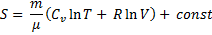 S = m/μ (C_v ln T + R ln V) + const